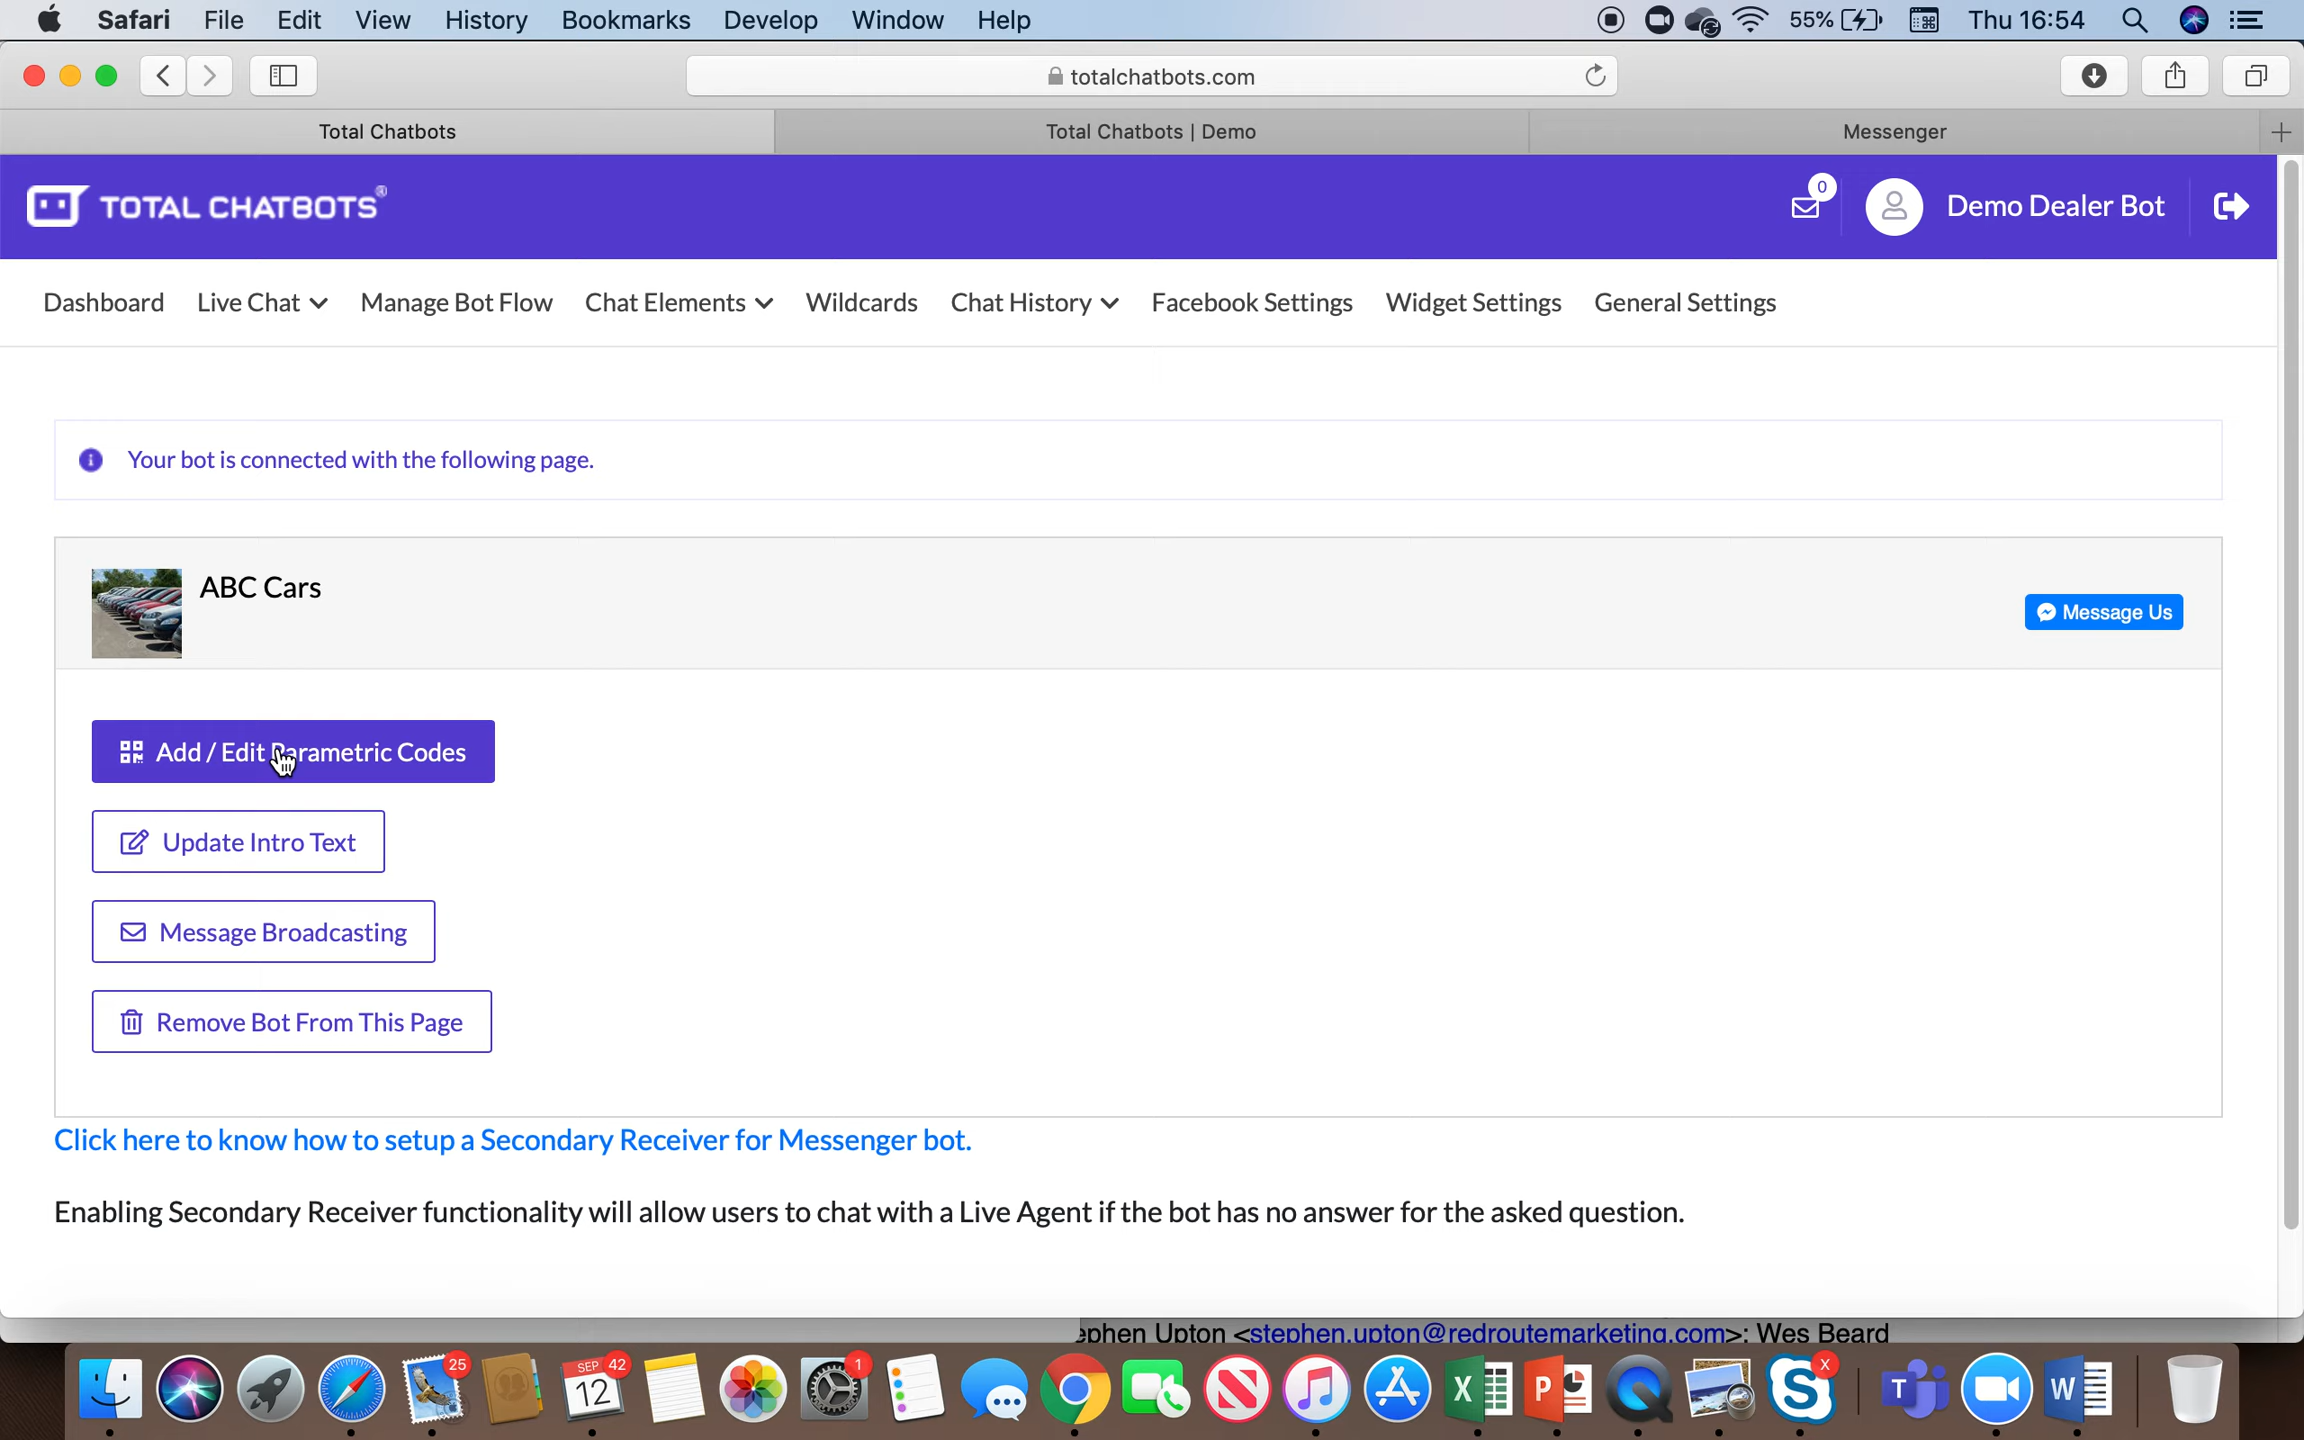 Safari File Edit View History Bookmarks Develop Window Help 55% Thu 16:54
totalchatbots.com
Total Chatbots Total Chatbots | Demo Messenger
TOTAL CHATBOTS® 0 Demo Dealer Bot
Dashboard Live Chat Manage Bot Flow Chat Elements Wildcards Chat History Facebook Settings Widget Settings General Settings
Your bot is connected with the following page.
ABC Cars
Message Us
Add / Edit Parametric Codes
Update Intro Text
Message Broadcasting
Remove Bot From This Page
Click here to know how to setup a Secondary Receiver for Messenger bot.
Enabling Secondary Receiver functionality will allow users to chat with a Live Agent if the bot has no answer for the asked question.
ephen Upton <stephen.upton@redroutemarketing.com>: Wes Beard
25 SEP 42 12 1 X P S X T W